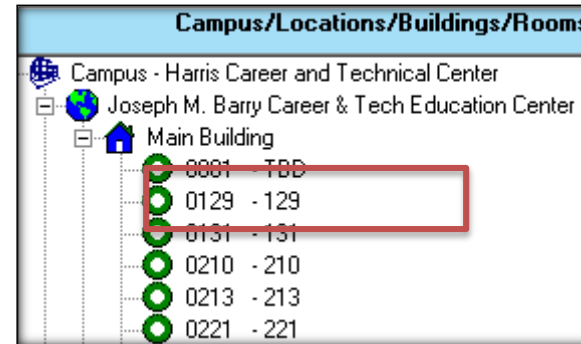 Campus/Locations/Buildings/Rooms
Campus - Harris Career and Technical Center
Joseph M. Barry Career & Tech Education Center
Main Building
0001 - TBD
0129 - 129
0131 - 131
0210 - 210
0213 - 213
0221 - 221